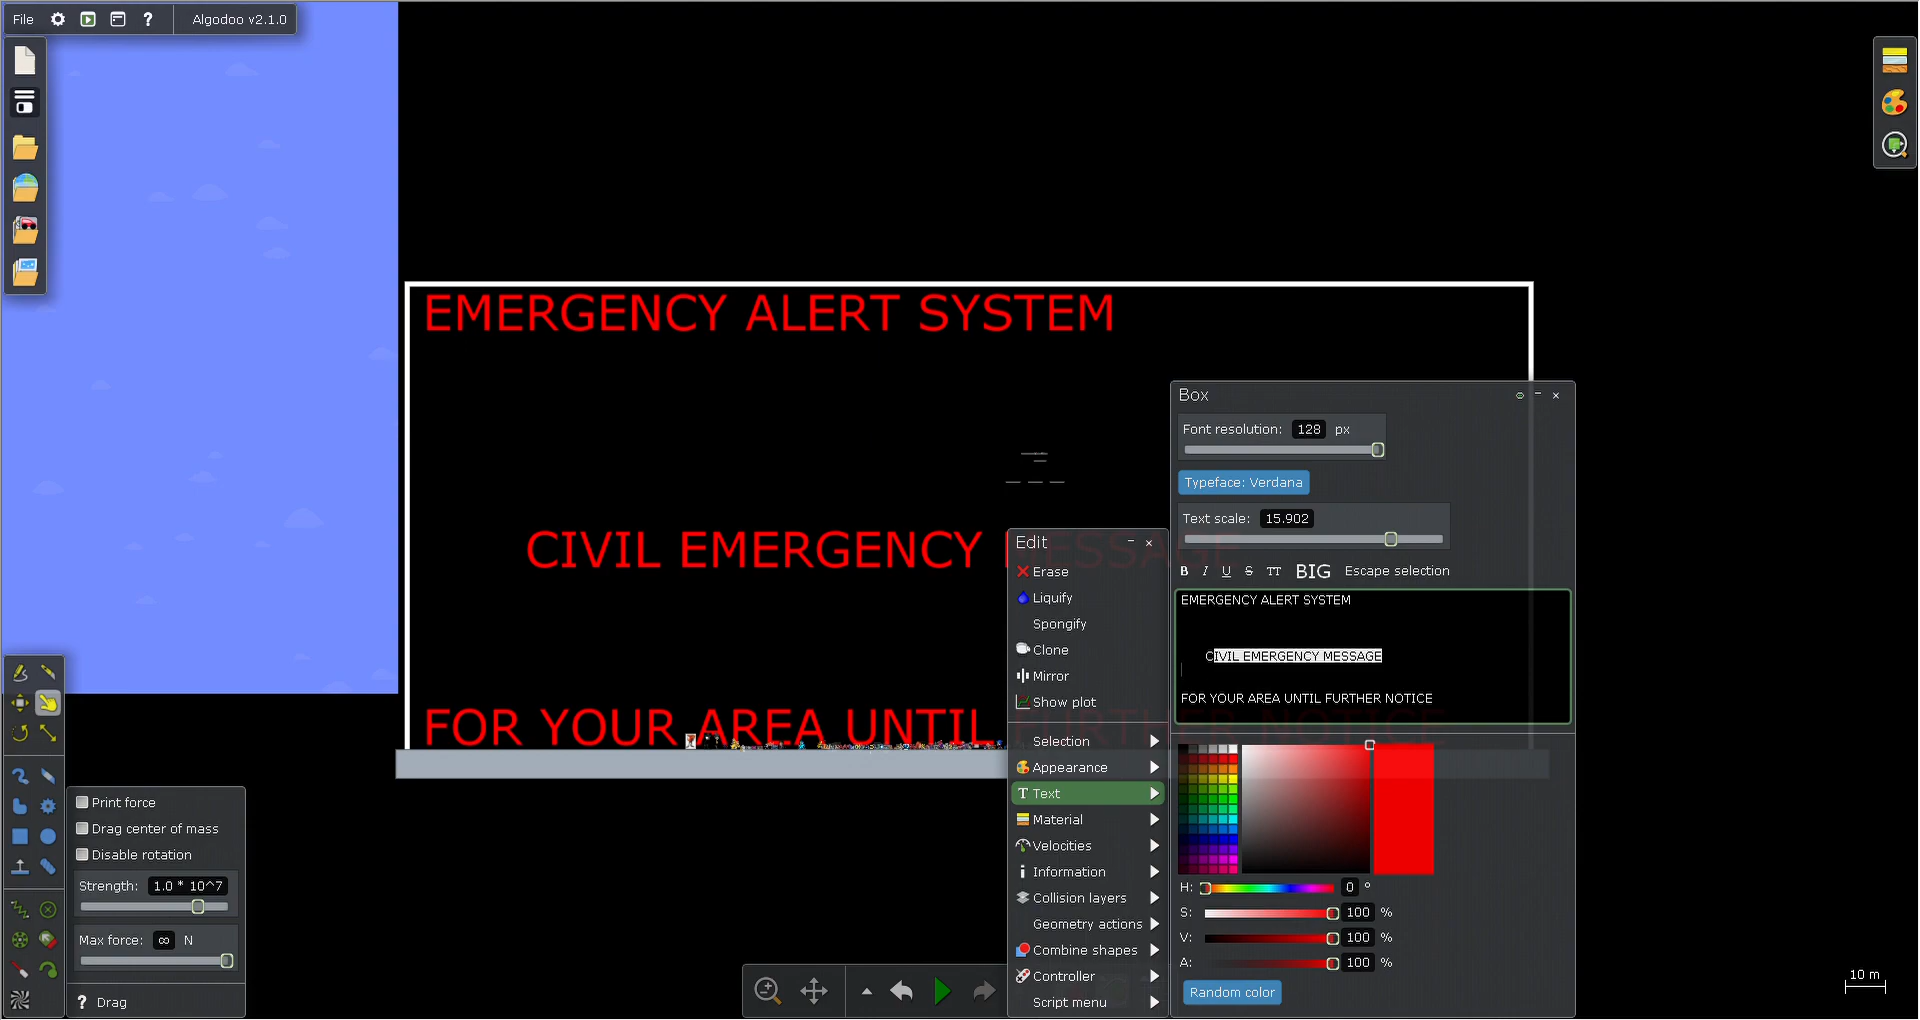 File
Algodoo v2.1.0
EMERGENCY ALERT SYSTEM
CIVIL EMERGENCY MESSAGE
FOR YOUR AREA UNTIL FURTHER NOTICE
Box
Font resolution: 128 px
Typeface: Verdana
Text scale: 15.902
B I U S TT BIG Escape selection
EMERGENCY ALERT SYSTEM
CIVIL EMERGENCY MESSAGE
FOR YOUR AREA UNTIL FURTHER NOTICE
H: 0 °
S: 100 %
V: 100 %
A: 100 %
Random color
Edit
Erase
Liquify
Spongify
Clone
Mirror
Show plot
Selection
Appearance
Text
Material
Velocities
Information
Collision layers
Geometry actions
Combine shapes
Controller
Script menu
Print force
Drag center of mass
Disable rotation
Strength: 1.0 * 10^7
Max force: ∞ N
? Drag
10 m